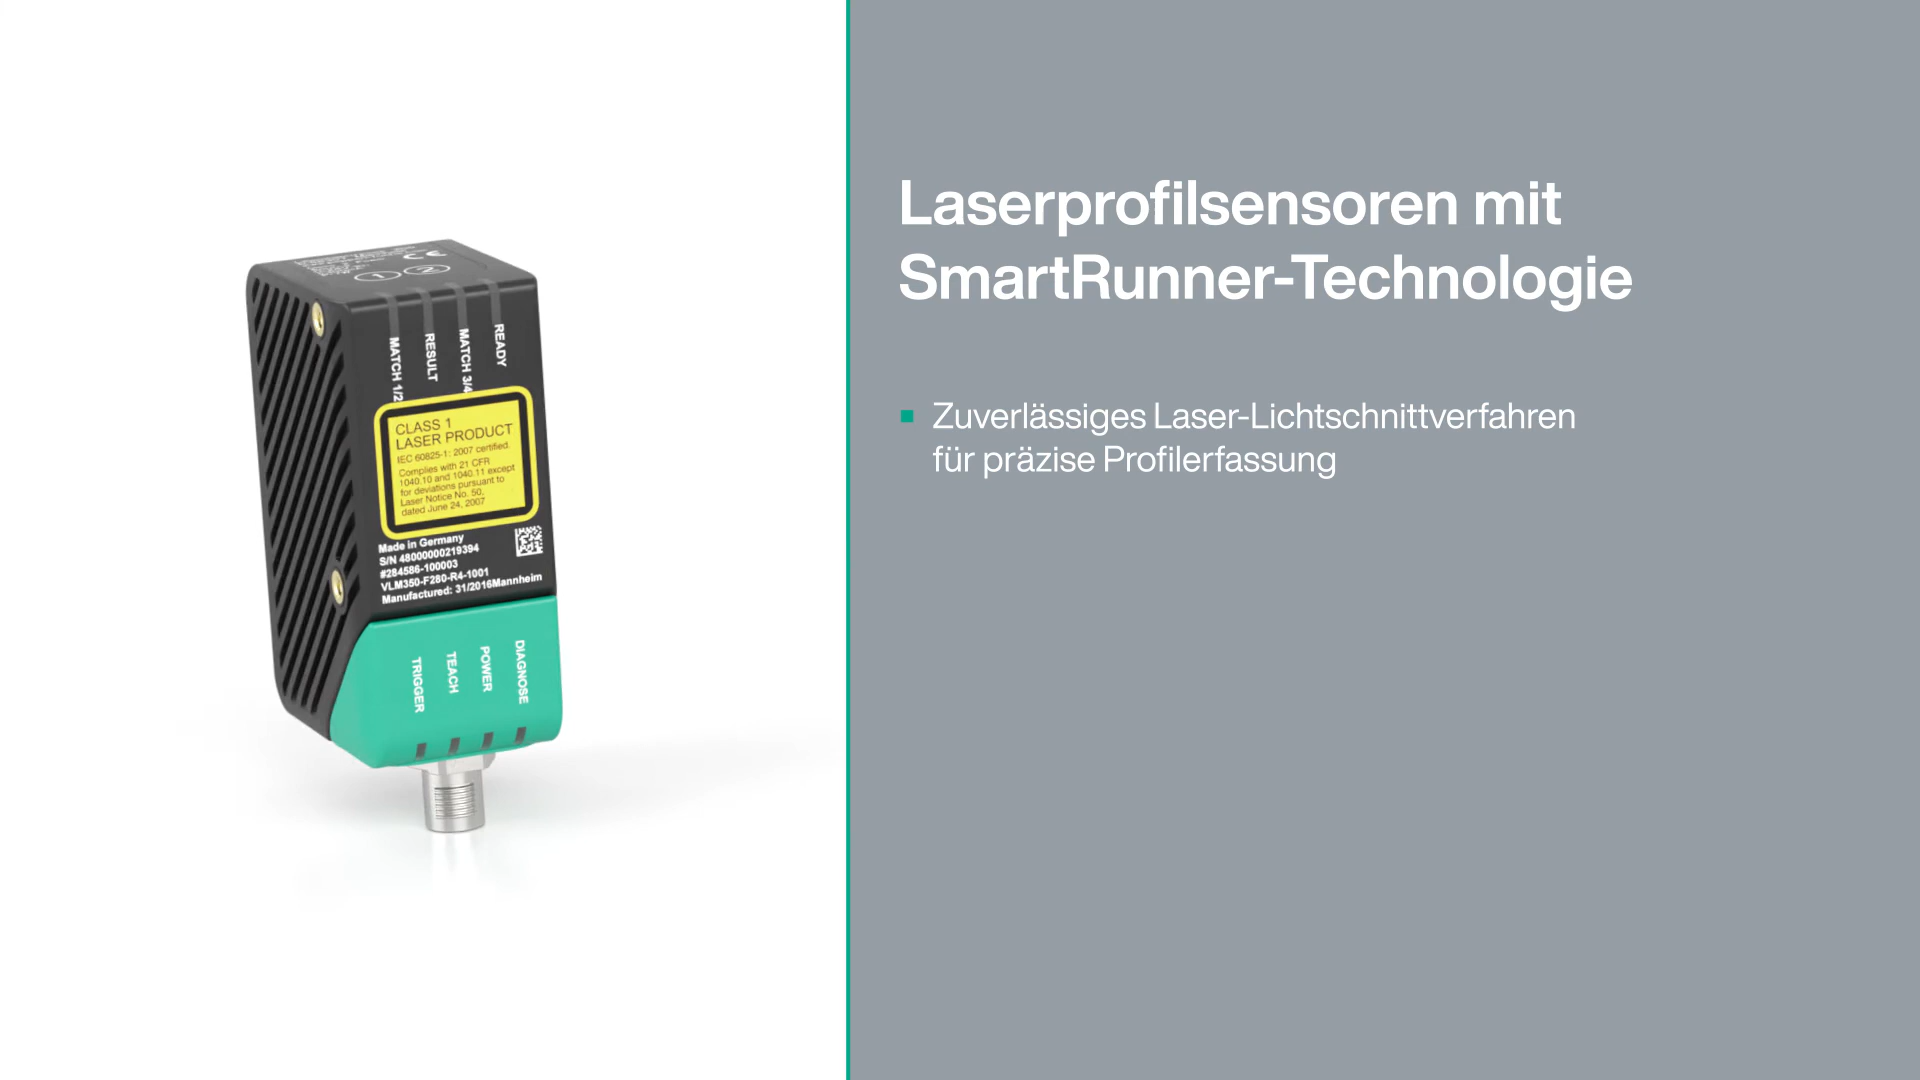 Laserprofilsensoren mit
SmartRunner-Technologie
Zuverlässiges Laser-Lichtschnittverfahren
für präzise Profilerfassung
1 2
MATCH 1/2
RESULT
MATCH 3/4
READY
CLASS 1
LASER PRODUCT
IEC 60825-1: 2007 certified.
Complies with 21 CFR
1040.10 and 1040.11 except
for deviations pursuant to
Laser Notice No. 50,
dated June 24, 2007
Made in Germany
S/N 48000000219394
#284586-100003
VLM350-F280-R4-1001
Manufactured: 31/2016Mannheim
TRIGGER
TEACH
POWER
DIAGNOSE